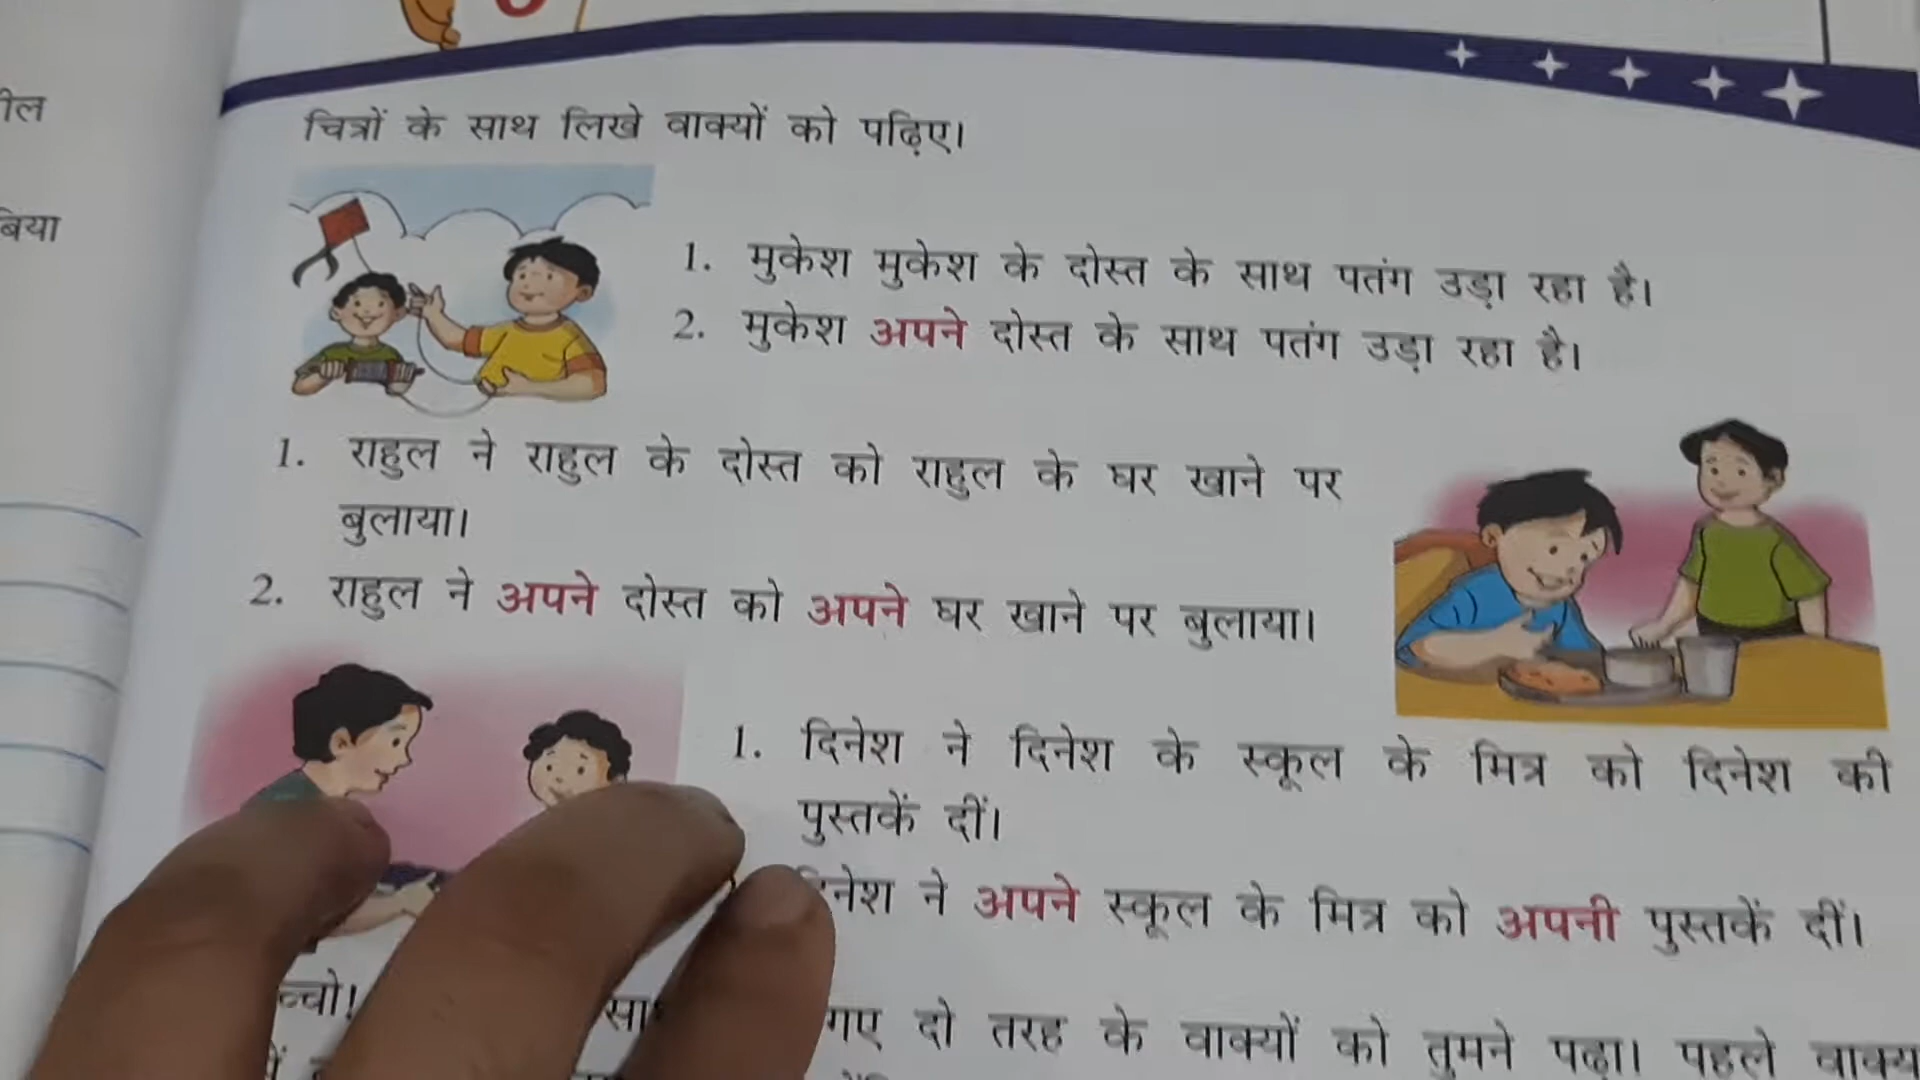 चित्रों के साथ लिखे वाक्यों को पढ़िए।
1. मुकेश मुकेश के दोस्त के साथ पतंग उड़ा रहा है।
2. मुकेश अपने दोस्त के साथ पतंग उड़ा रहा है।
1. राहुल ने राहुल के दोस्त को राहुल के घर खाने पर
बुलाया।
2. राहुल ने अपने दोस्त को अपने घर खाने पर बुलाया।
1. दिनेश ने दिनेश के स्कूल के मित्र को दिनेश की
पुस्तकें दीं।
ने अपने स्कूल के मित्र को अपनी पुस्तकें दीं।
दो तरह के वाक्यों को तुमने पढ़ा। पहले वाक्य